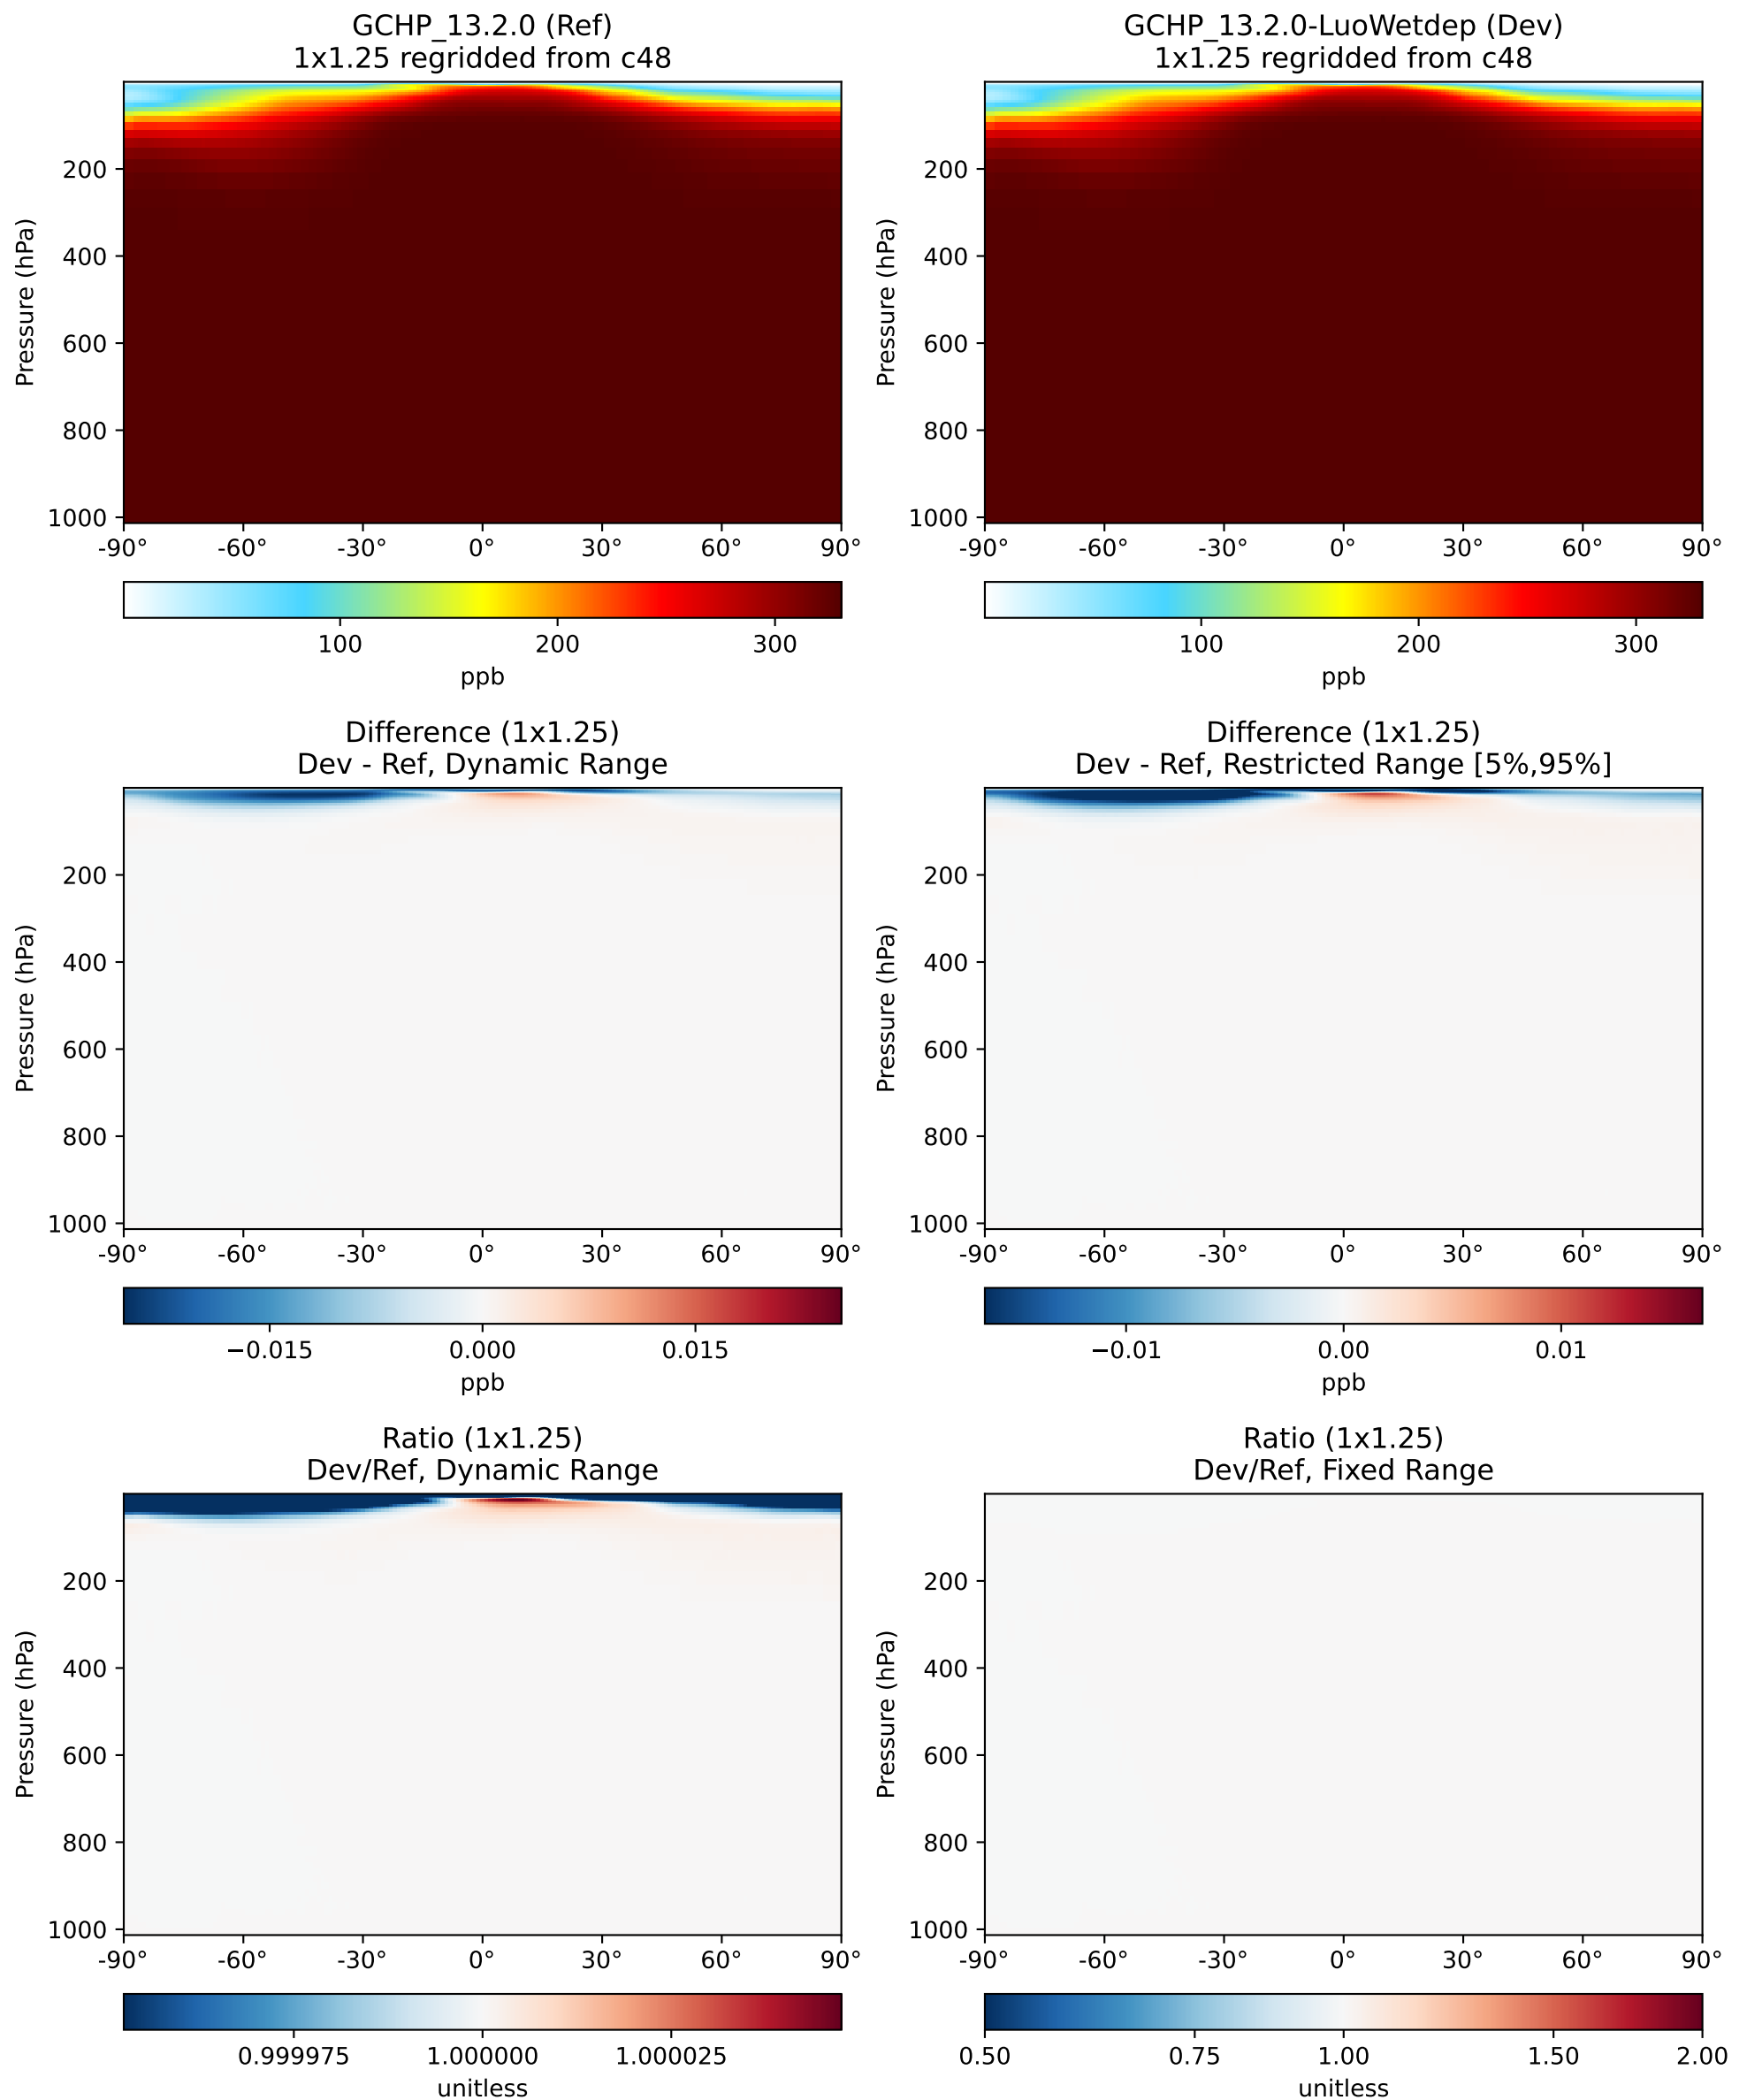 GCHP_13.2.0 (Ref)
1x1.25 regridded from c48
Pressure (hPa)
200
400
600
800
1000
-90° -60° -30° 0° 30° 60° 90°
100 200 300
ppb
GCHP_13.2.0-LuoWetdep (Dev)
1x1.25 regridded from c48
Pressure (hPa)
200
400
600
800
1000
-90° -60° -30° 0° 30° 60° 90°
100 200 300
ppb
Difference (1x1.25)
Dev - Ref, Dynamic Range
Pressure (hPa)
200
400
600
800
1000
-90° -60° -30° 0° 30° 60° 90°
−0.015 0.000 0.015
ppb
Difference (1x1.25)
Dev - Ref, Restricted Range [5%,95%]
Pressure (hPa)
200
400
600
800
1000
-90° -60° -30° 0° 30° 60° 90°
−0.01 0.00 0.01
ppb
Ratio (1x1.25)
Dev/Ref, Dynamic Range
Pressure (hPa)
200
400
600
800
1000
-90° -60° -30° 0° 30° 60° 90°
0.999975 1.000000 1.000025
unitless
Ratio (1x1.25)
Dev/Ref, Fixed Range
Pressure (hPa)
200
400
600
800
1000
-90° -60° -30° 0° 30° 60° 90°
0.50 0.75 1.00 1.50 2.00
unitless